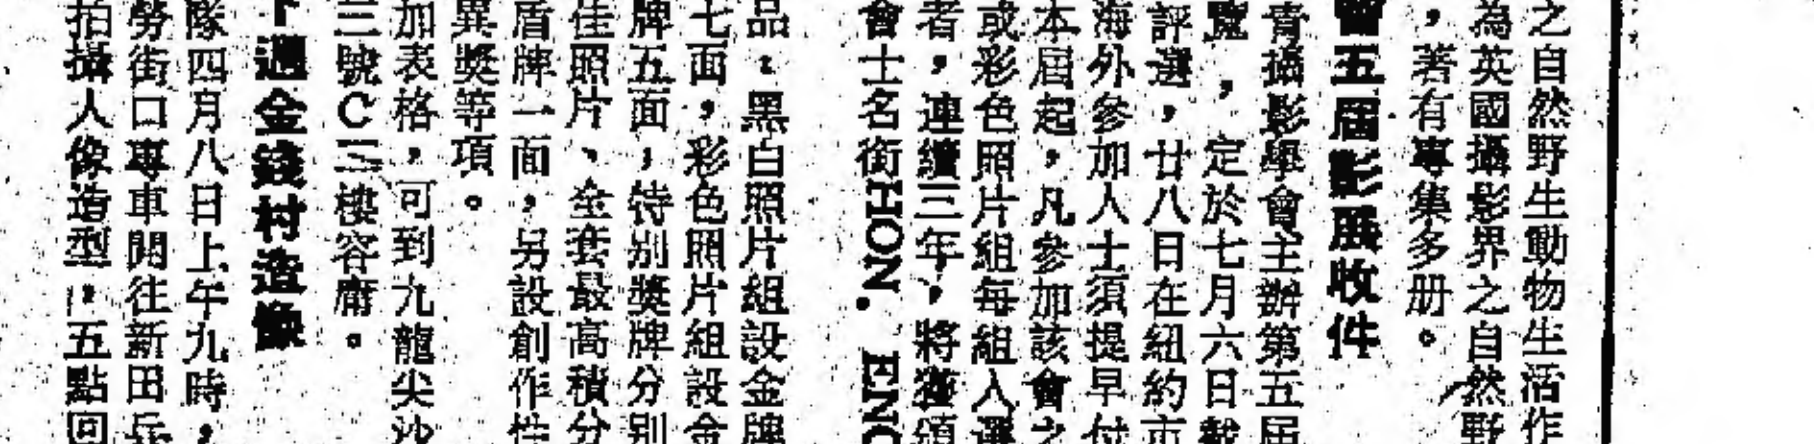 之自然野生動物生活作
為英國攝影界之自然野
，著有專集多册。
會五届影展收件
青攝影學會主辦第五届
覽，定於七月六日截
評選，廿八日在紐約市
海外參加人士須提早付
本屆起，凡參加該會之
或彩色照片組每組入選
者，連續三年，將獲頒
會士名銜HON. ENC
品：黑白照片組設金牌
七面，彩色照片組設金
牌五面，特别獎牌分别
佳照片、全套最高積分
盾牌一面，另設創作性
異獎等項。
加表格，可到九龍尖沙
三號C三樓容廚。
下週金錢村造像
隊四月八日上午九時，
勞街口專車開往新田兵
拍攝人像造型，五點回